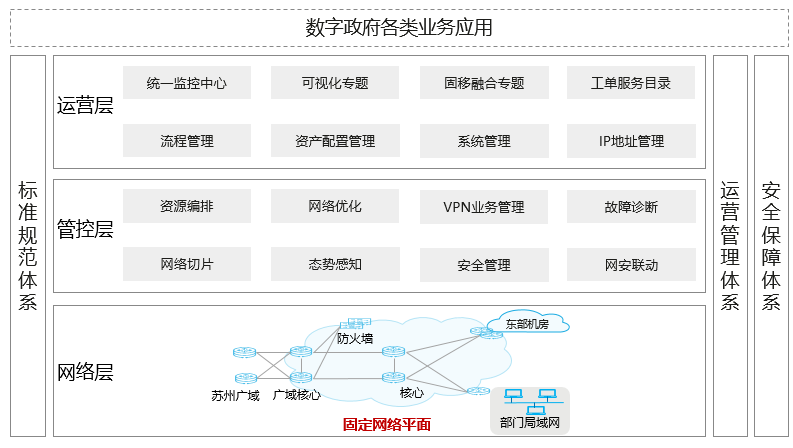 数字政府各类业务应用
标准规范体系
运营层
统一监控中心
可视化专题
固移融合专题
工单服务目录
流程管理
资产配置管理
系统管理
IP地址管理
管控层
资源编排
网络优化
VPN业务管理
故障诊断
网络切片
态势感知
安全管理
网安联动
网络层
防火墙
东部机房
苏州广域
广域核心
核心
部门局域网
固定网络平面
运营管理体系
安全保障体系